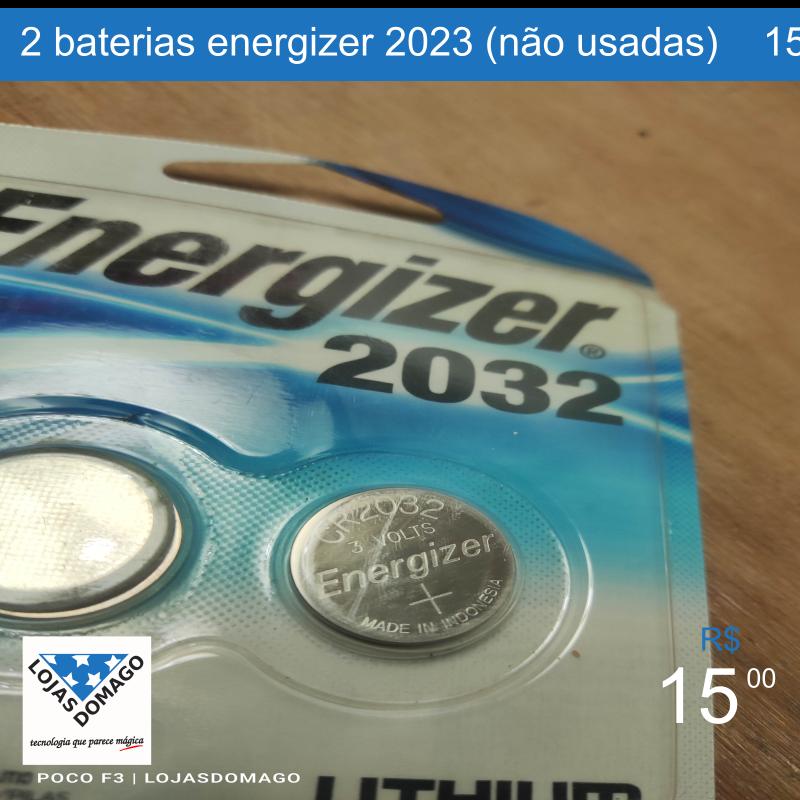 2 baterias energizer 2023 (não usadas) 15
Energizer®
2032
CR2032
3 VOLTS
Energizer
+
MADE IN INDONESIA
R$
15 00
LOJAS DOMAGO
tecnologia que parece mágica
POCO F3 | LOJASDOMAGO
LITHIUM